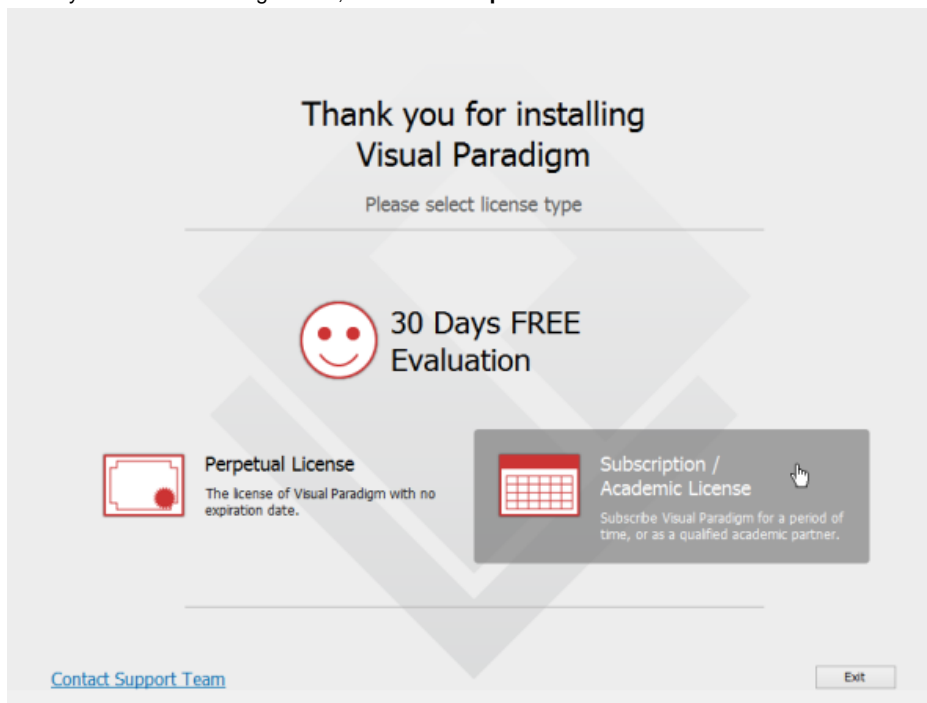 Thank you for installing
Visual Paradigm
Please select license type
30 Days FREE
Evaluation
Perpetual License
The license of Visual Paradigm with no
expiration date.
Subscription /
Academic License
Subscribe Visual Paradigm for a period of
time, or as a qualified academic partner.
Contact Support Team
Exit